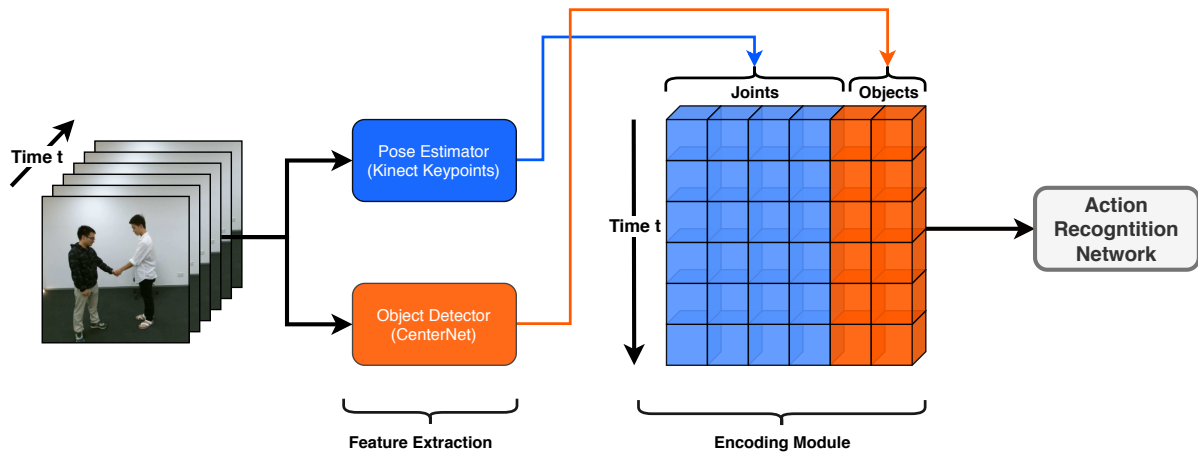 Time t
Pose Estimator
(Kinect Keypoints)
Object Detector
(CenterNet)
Feature Extraction
Joints
Objects
Time t
Encoding Module
Action
Recogntition
Network